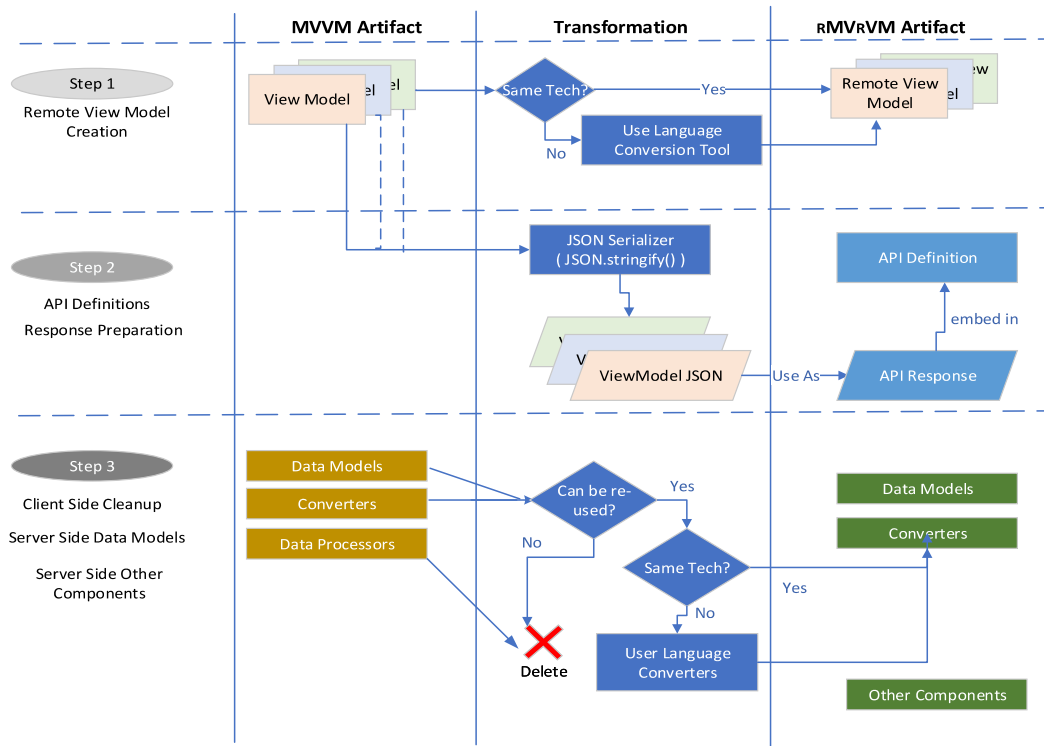 MVVM Artifact
Transformation
RMVRVM Artifact
Step 1
Remote View Model
Creation
View Model
el
el
Same Tech?
Yes
No
Use Language
Conversion Tool
Remote View
Model
ew
el
Step 2
API Definitions
Response Preparation
JSON Serializer
( JSON.stringify() )
V
V
ViewModel JSON
Use As
API Definition
embed in
API Response
Step 3
Client Side Cleanup
Server Side Data Models
Server Side Other
Components
Data Models
Converters
Data Processors
Can be re-
used?
Yes
No
Same Tech?
Yes
No
Delete
User Language
Converters
Data Models
Converters
Other Components